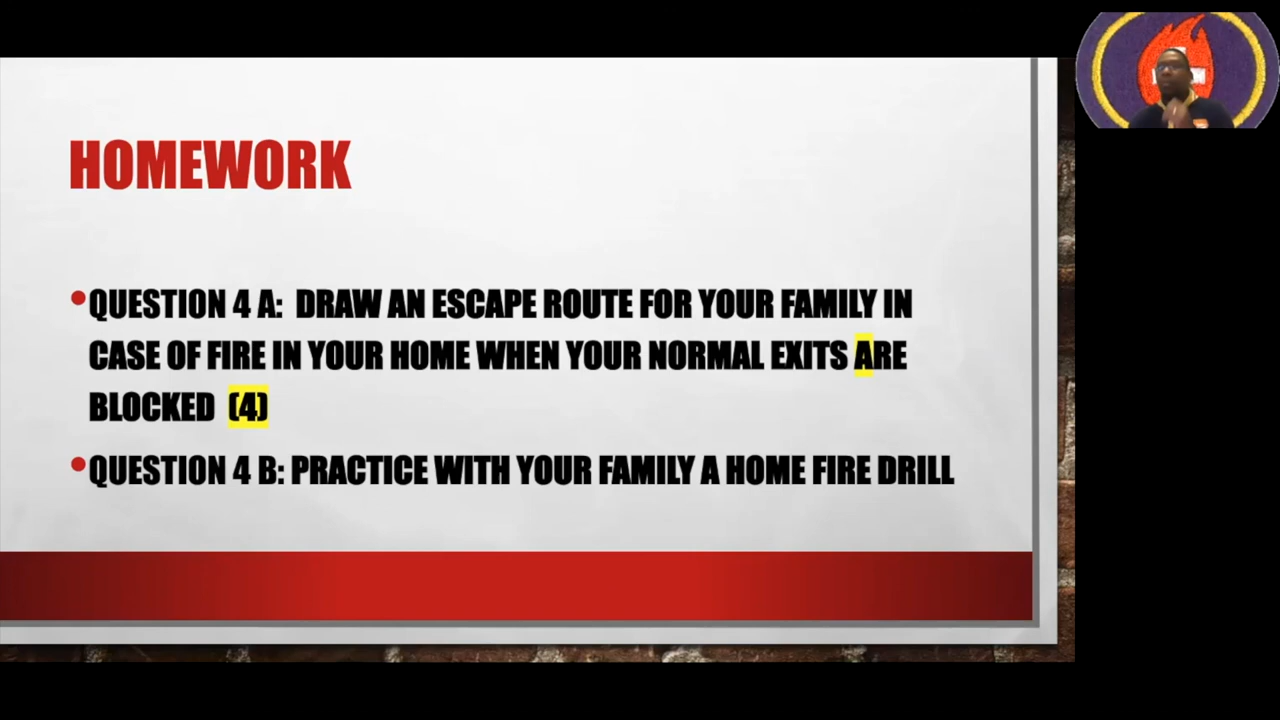 HOMEWORK
•QUESTION 4 A:  DRAW AN ESCAPE ROUTE FOR YOUR FAMILY IN
CASE OF FIRE IN YOUR HOME WHEN YOUR NORMAL EXITS ARE
BLOCKED  (4)
•QUESTION 4 B: PRACTICE WITH YOUR FAMILY A HOME FIRE DRILL